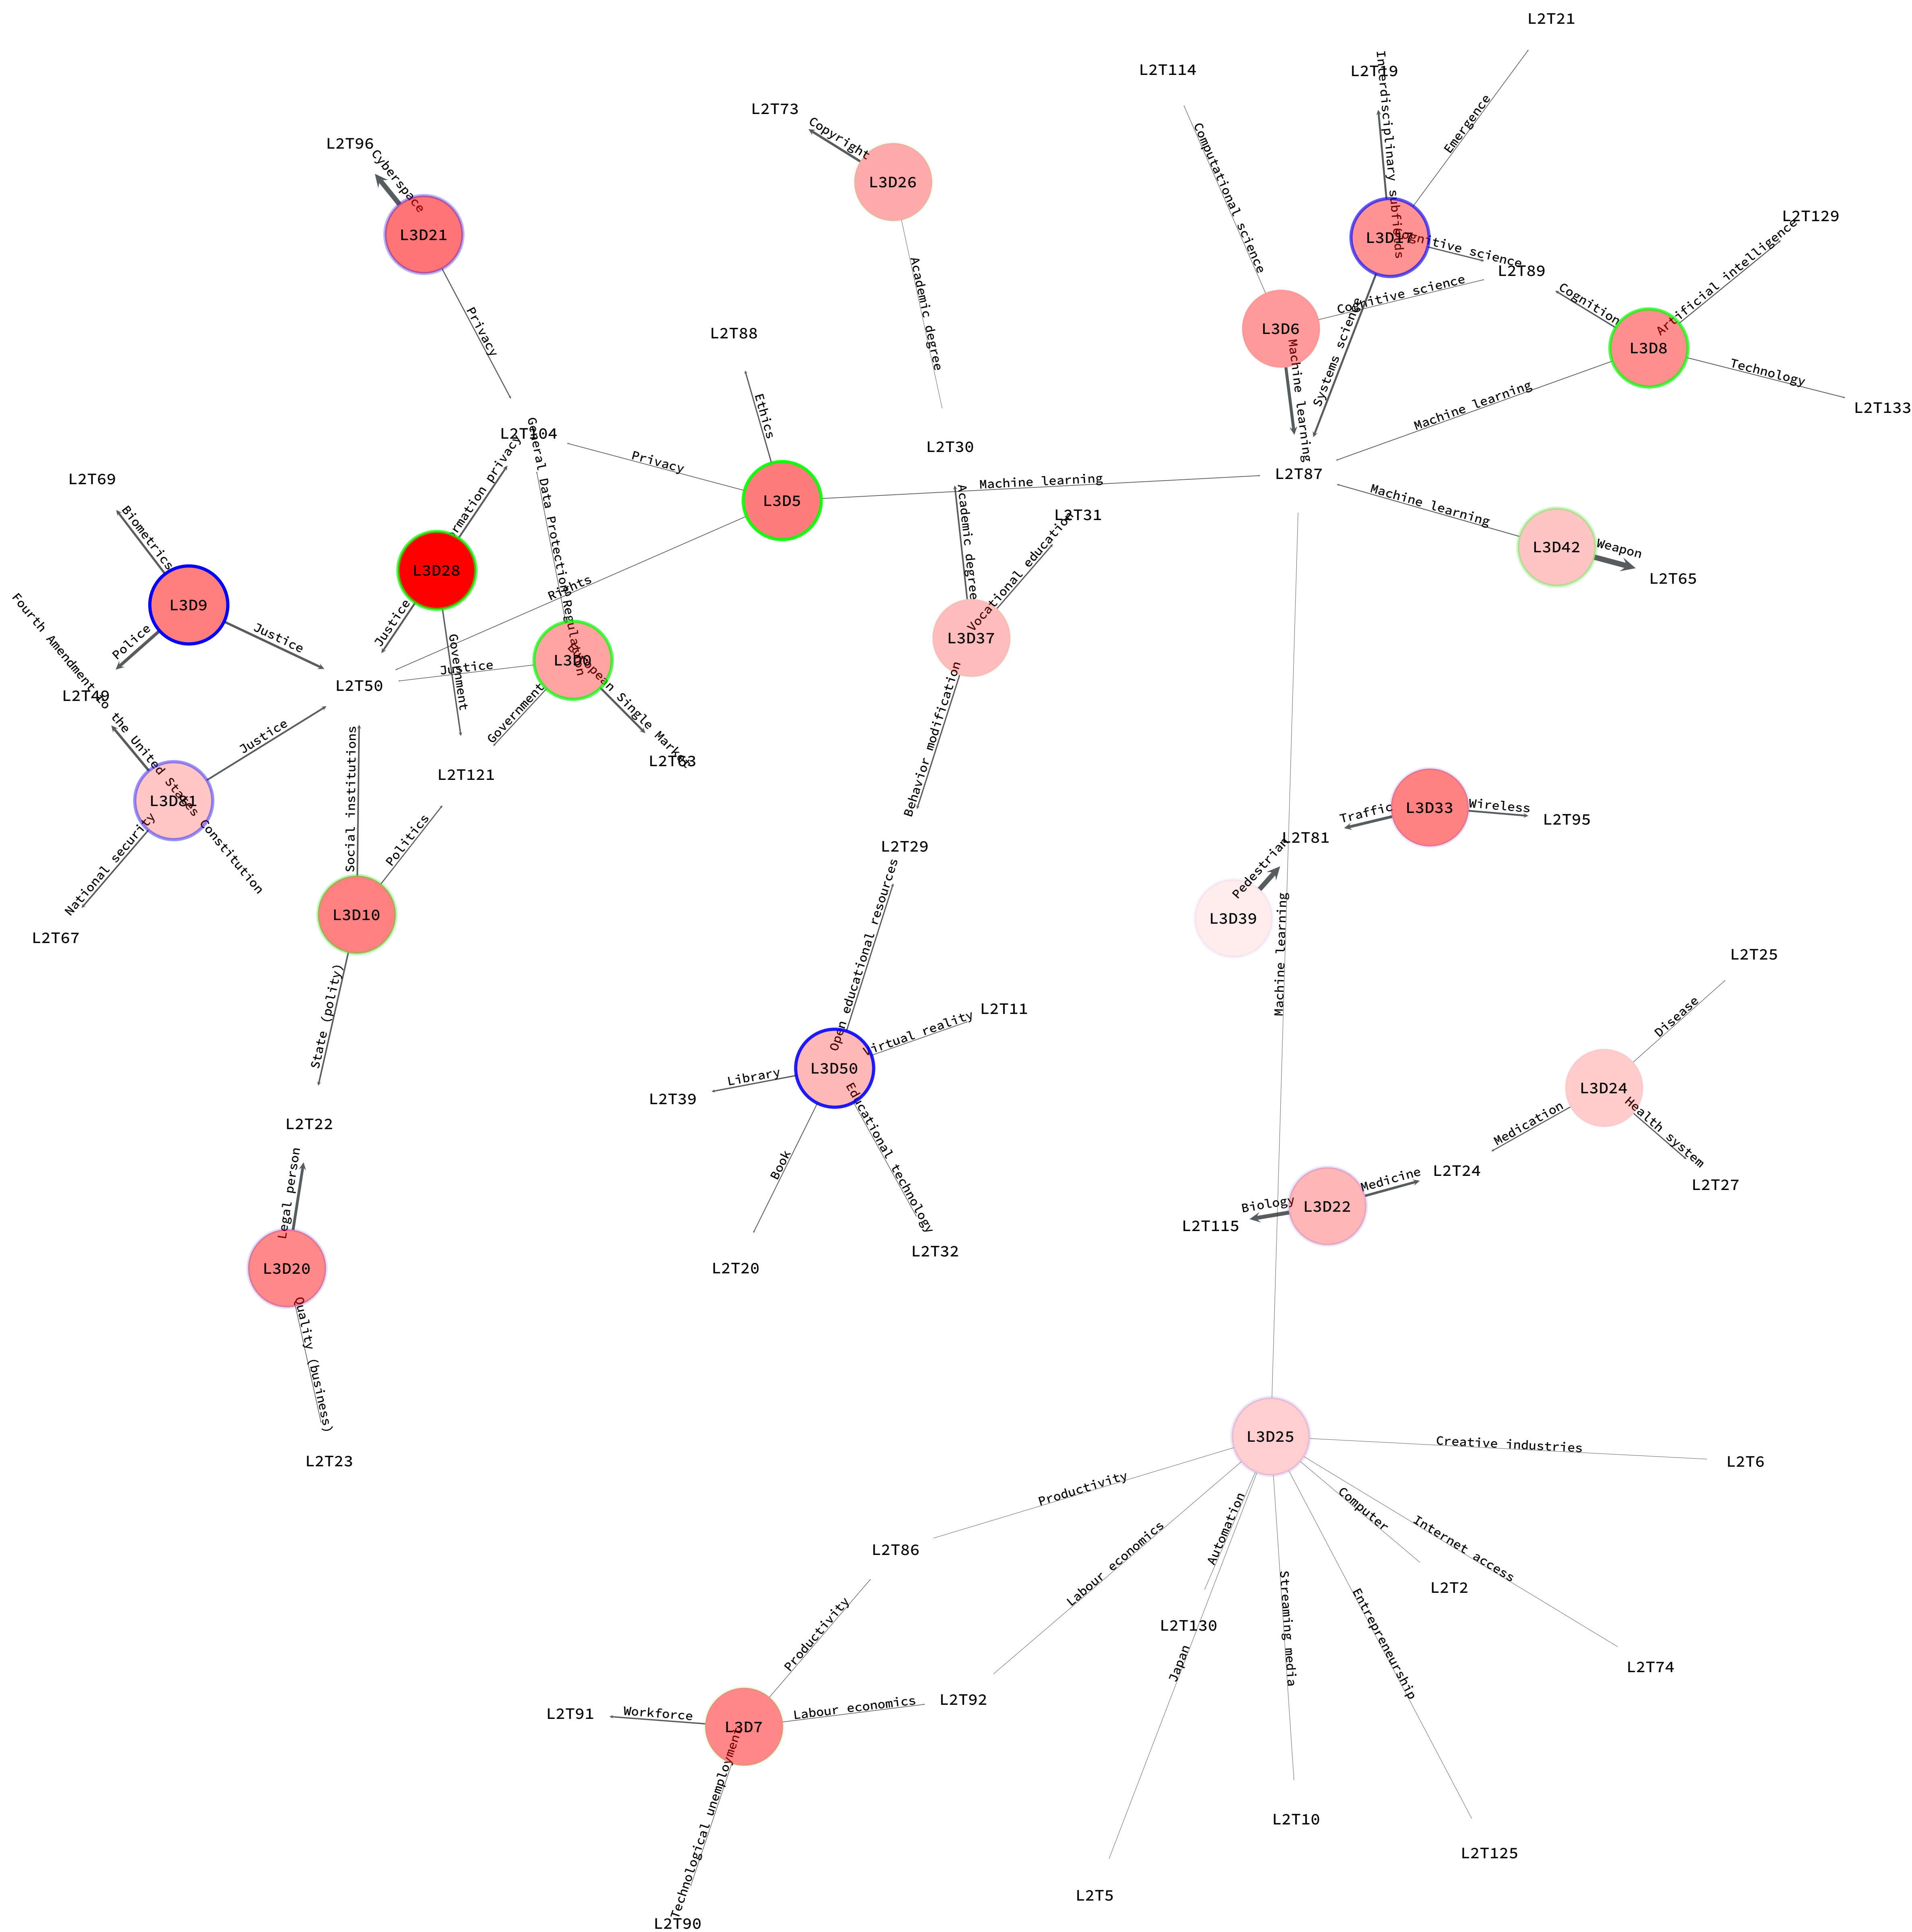 L2T21
L2T114
L2T19
Interdisciplinary subfields
Emergence
L2T73
Copyright
Computational science
L2T96
Cyberspace
L3D26
L3D21
L3D17
Cognitive science
L2T129
Artificial intelligence
L2T89
Cognition
Cognitive science
Academic degree
Privacy
L2T88
L3D6
Machine learning
Systems science
L3D8
Technology
L2T133
Ethics
Machine learning
L2T104
General Data Protection Regulation
Privacy
L2T30
L2T87
Machine learning
L2T69
Biometrics
L3D5
Machine learning
Academic degree
L2T31
Vocational education
L3D42
Weapon
L2T65
L3D28
Justice
Rights
L3D9
Fourth Amendment to the United States Constitution
Police
Justice
L3D37
Government
Justice
L3D0
European Single Market
L2T50
Government
L2T63
Behavior modification
Justice
L2T121
L3D81
Social institutions
Politics
National security
L2T67
L3D10
L2T29
Open educational resources
L3D33
Traffic
Wireless
L2T95
L2T81
Pedestrian
L3D39
Machine learning
L2T25
Disease
State (polity)
L2T11
Virtual reality
L3D50
Library
L2T39
Educational technology
L3D24
Medication
Health system
L2T22
Legal person
Book
L2T24
L2T27
Medicine
L3D22
Biology
L2T115
L2T32
L2T20
L3D20
Quality (business)
L2T23
L3D25
Creative industries
L2T6
Productivity
Computer
Internet access
Automation
Labour economics
L2T86
L2T2
L2T130
Streaming media
Entrepreneurship
Japan
Productivity
L2T74
L2T92
Labour economics
L2T91
Workforce
L3D7
Technological unemployment
L2T10
L2T125
L2T5
L2T90